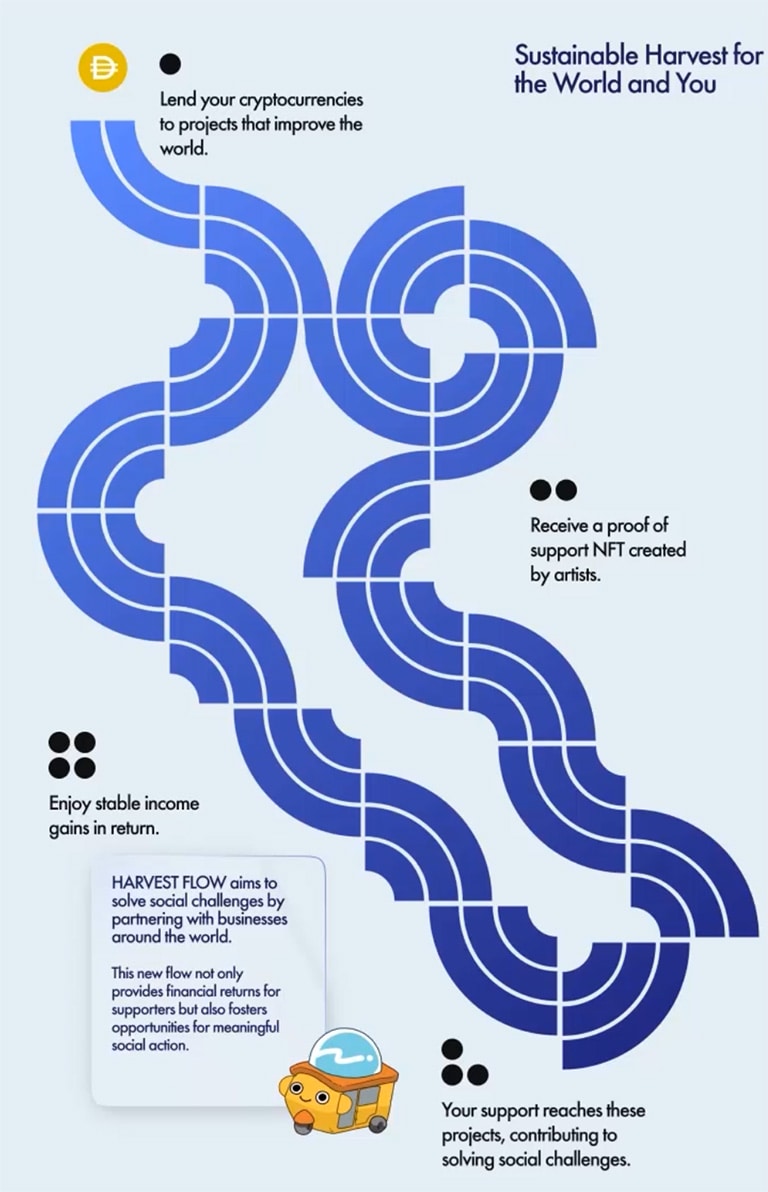 Sustainable Harvest for
the World and You
Lend your cryptocurrencies
to projects that improve the
world.
Receive a proof of
support NFT created
by artists.
Enjoy stable income
gains in return.
HARVEST FLOW aims to
solve social challenges by
partnering with businesses
around the world.
This new flow not only
provides financial returns for
supporters but also fosters
opportunities for meaningful
social action.
Your support reaches these
projects, contributing to
solving social challenges.